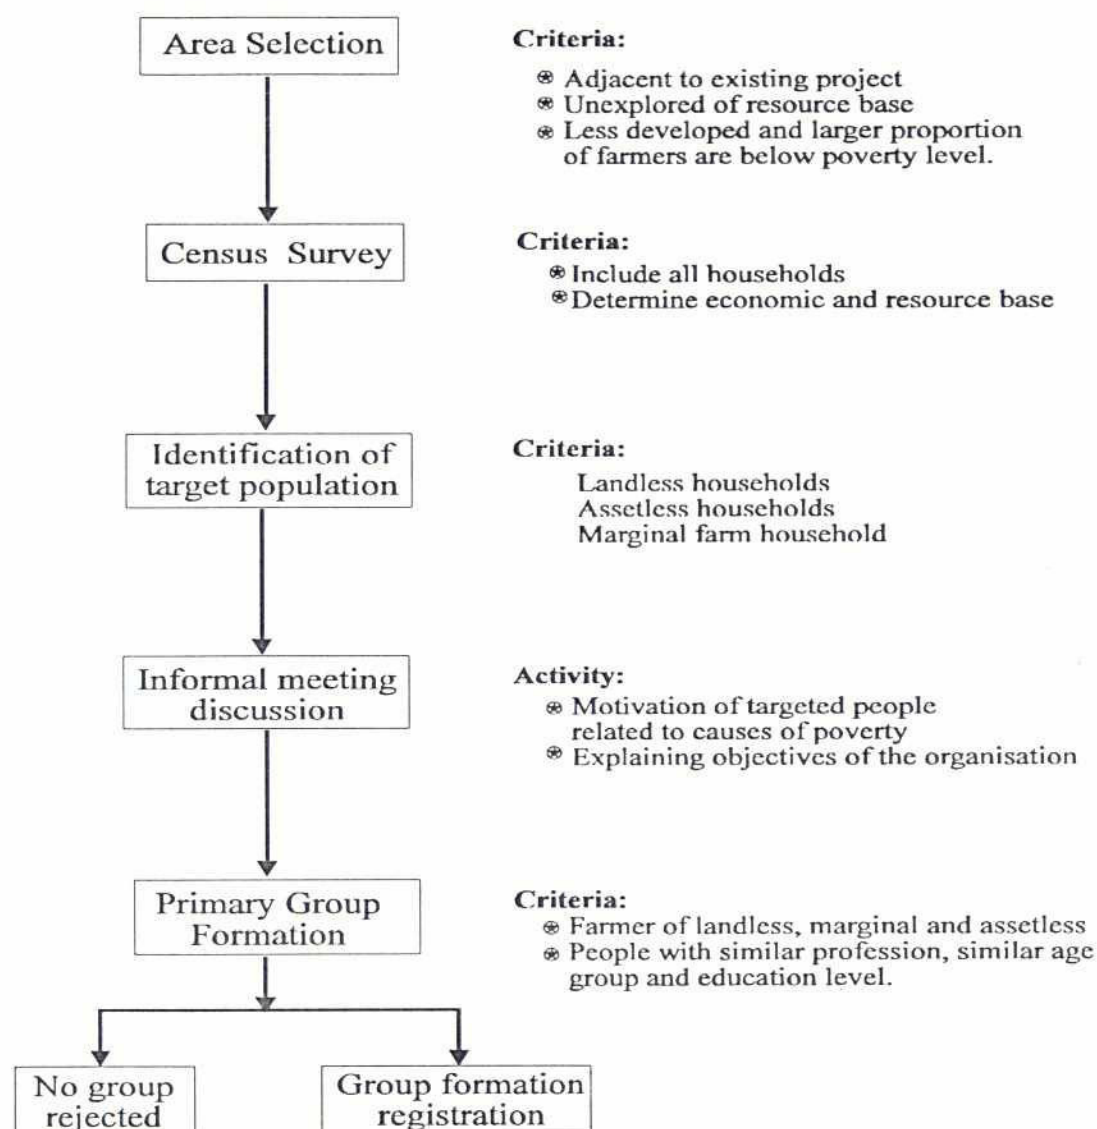 Area Selection
Criteria:
⊛ Adjacent to existing project
⊛ Unexplored of resource base
⊛ Less developed and larger proportion
of farmers are below poverty level.
Census Survey
Criteria:
⊛ Include all households
⊛ Determine economic and resource base
Identification of
target population
Criteria:
Landless households
Assetless households
Marginal farm household
Informal meeting
discussion
Activity:
⊛ Motivation of targeted people
related to causes of poverty
⊛ Explaining objectives of the organisation
Primary Group
Formation
Criteria:
⊛ Farmer of landless, marginal and assetless
⊛ People with similar profession, similar age
group and education level.
No group
rejected
Group formation
registration